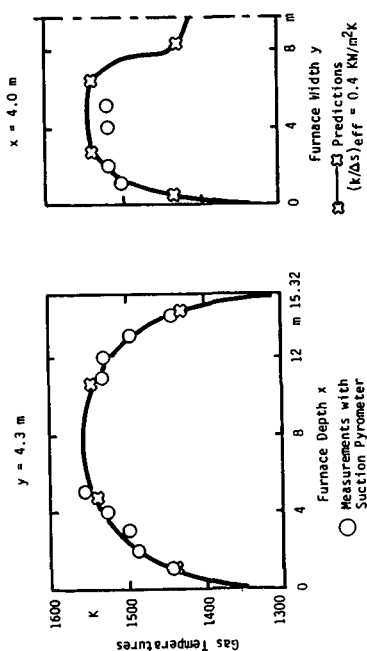 y = 4.3 m
x = 4.0 m
Gas Temperatures
1600
K
1500
1400
1300
0
4
8
12
m 15.32
Furnace Depth x
0
4
8
m
Furnace Width y
Measurements with
Suction Pyrometer
Predictions
(k/Δs)eff = 0.4 KW/m²K